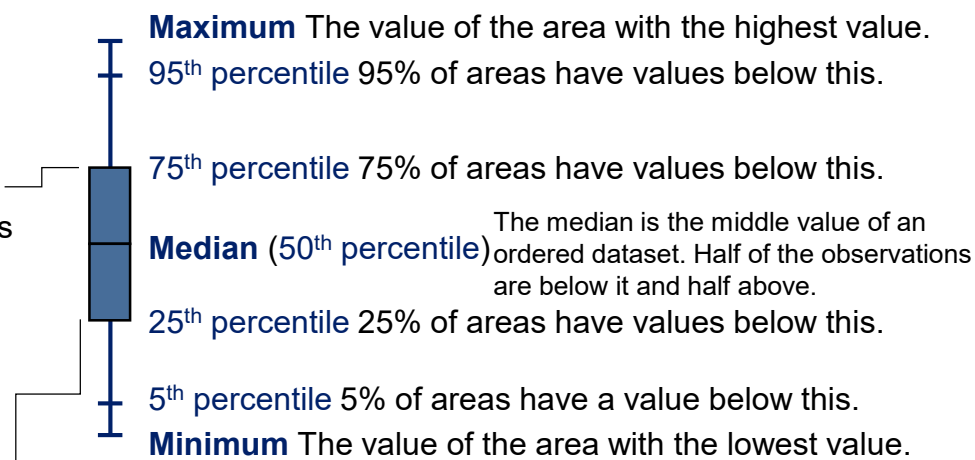 Maximum The value of the area with the highest value.
95th percentile 95% of areas have values below this.
75th percentile 75% of areas have values below this.
s
Median (50th percentile) The median is the middle value of an
ordered dataset. Half of the observations
are below it and half above.
25th percentile 25% of areas have values below this.
5th percentile 5% of areas have a value below this.
Minimum The value of the area with the lowest value.